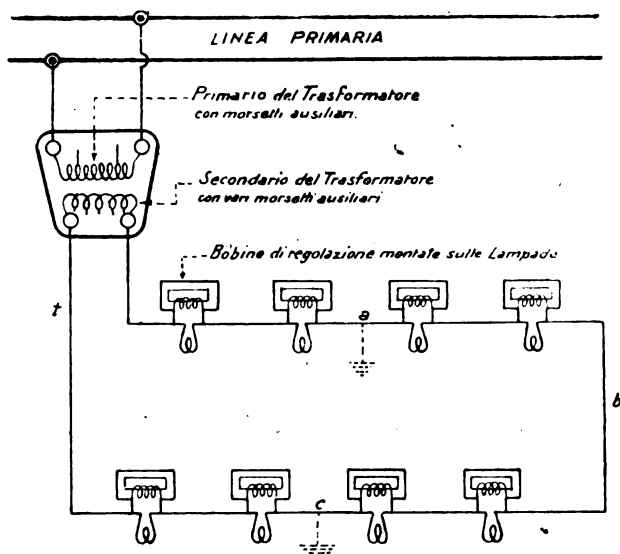 LINEA PRIMARIA
Primario del Trasformatore
con morsetti ausiliari.
Secondario del Trasformatore
con vari morsetti ausiliari
Bobine di regolazione montate sulle Lampade
t
a
b
c